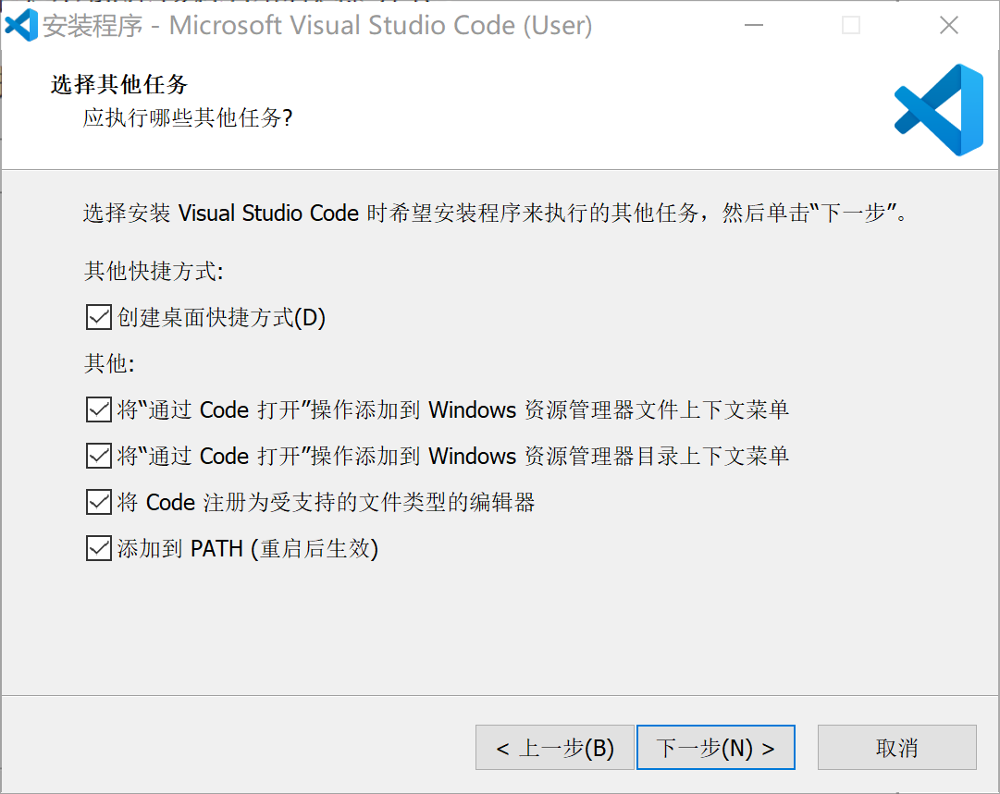 安装程序 - Microsoft Visual Studio Code (User)
选择其他任务
应执行哪些其他任务?
选择安装 Visual Studio Code 时希望安装程序来执行的其他任务，然后单击“下一步”。
其他快捷方式:
创建桌面快捷方式(D)
其他:
将“通过 Code 打开”操作添加到 Windows 资源管理器文件上下文菜单
将“通过 Code 打开”操作添加到 Windows 资源管理器目录上下文菜单
将 Code 注册为受支持的文件类型的编辑器
添加到 PATH (重启后生效)
< 上一步(B) 下一步(N) > 取消